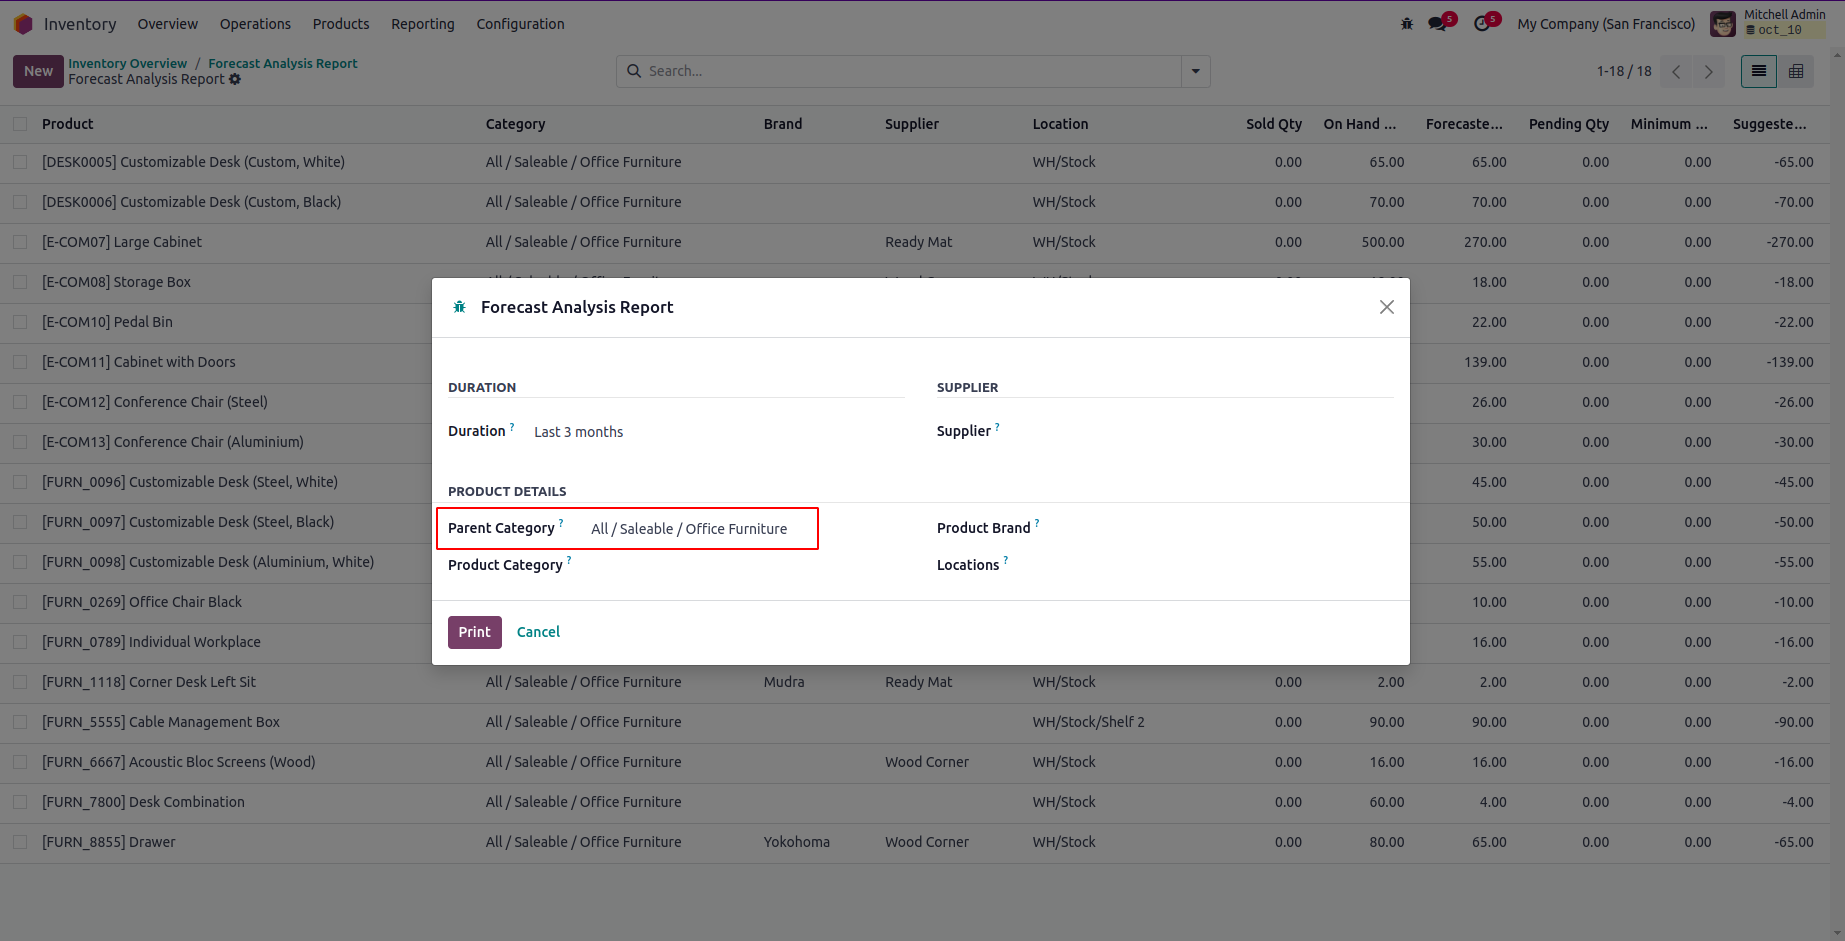 Inventory Overview Operations Products Reporting Configuration 5 5 My Company (San Francisco) Mitchell Admin
oct_10
New Inventory Overview / Forecast Analysis Report Search... 1-18 / 18
Forecast Analysis Report
Product Category Brand Supplier Location Sold Qty On Hand ... Forecaste... Pending Qty Minimum ... Suggeste...
[DESK0005] Customizable Desk (Custom, White) All / Saleable / Office Furniture WH/Stock 0.00 65.00 65.00 0.00 0.00 -65.00
[DESK0006] Customizable Desk (Custom, Black) All / Saleable / Office Furniture WH/Stock 0.00 70.00 70.00 0.00 0.00 -70.00
[E-COM07] Large Cabinet All / Saleable / Office Furniture Ready Mat WH/Stock 0.00 500.00 270.00 0.00 0.00 -270.00
[E-COM08] Storage Box 18.00 0.00 0.00 -18.00
Forecast Analysis Report
[E-COM10] Pedal Bin 22.00 0.00 0.00 -22.00
[E-COM11] Cabinet with Doors 139.00 0.00 0.00 -139.00
DURATION SUPPLIER
[E-COM12] Conference Chair (Steel) 26.00 0.00 0.00 -26.00
Duration ? Last 3 months Supplier ?
[E-COM13] Conference Chair (Aluminium) 30.00 0.00 0.00 -30.00
[FURN_0096] Customizable Desk (Steel, White) 45.00 0.00 0.00 -45.00
PRODUCT DETAILS
[FURN_0097] Customizable Desk (Steel, Black) 50.00 0.00 0.00 -50.00
Parent Category ? All / Saleable / Office Furniture Product Brand ?
[FURN_0098] Customizable Desk (Aluminium, White) 55.00 0.00 0.00 -55.00
Product Category ? Locations ?
[FURN_0269] Office Chair Black 10.00 0.00 0.00 -10.00
Print Cancel
[FURN_0789] Individual Workplace 16.00 0.00 0.00 -16.00
[FURN_1118] Corner Desk Left Sit All / Saleable / Office Furniture Mudra Ready Mat WH/Stock 0.00 2.00 2.00 0.00 0.00 -2.00
[FURN_5555] Cable Management Box All / Saleable / Office Furniture WH/Stock/Shelf 2 0.00 90.00 90.00 0.00 0.00 -90.00
[FURN_6667] Acoustic Bloc Screens (Wood) All / Saleable / Office Furniture Wood Corner WH/Stock 0.00 16.00 16.00 0.00 0.00 -16.00
[FURN_7800] Desk Combination All / Saleable / Office Furniture WH/Stock 0.00 60.00 4.00 0.00 0.00 -4.00
[FURN_8855] Drawer All / Saleable / Office Furniture Yokohoma Wood Corner WH/Stock 0.00 80.00 65.00 0.00 0.00 -65.00